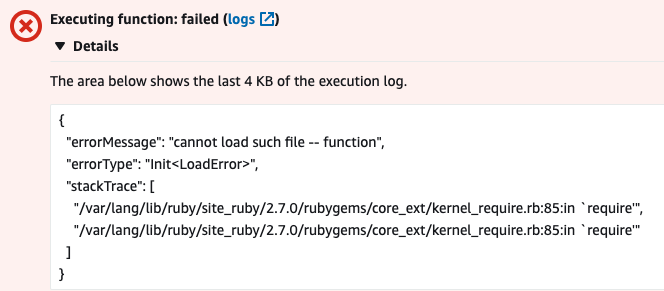 Executing function: failed (logs)
Details
The area below shows the last 4 KB of the execution log.
{
"errorMessage": "cannot load such file -- function",
"errorType": "Init<LoadError>",
"stackTrace": [
"/var/lang/lib/ruby/site_ruby/2.7.0/rubygems/core_ext/kernel_require.rb:85:in `require'",
"/var/lang/lib/ruby/site_ruby/2.7.0/rubygems/core_ext/kernel_require.rb:85:in `require'"
]
}